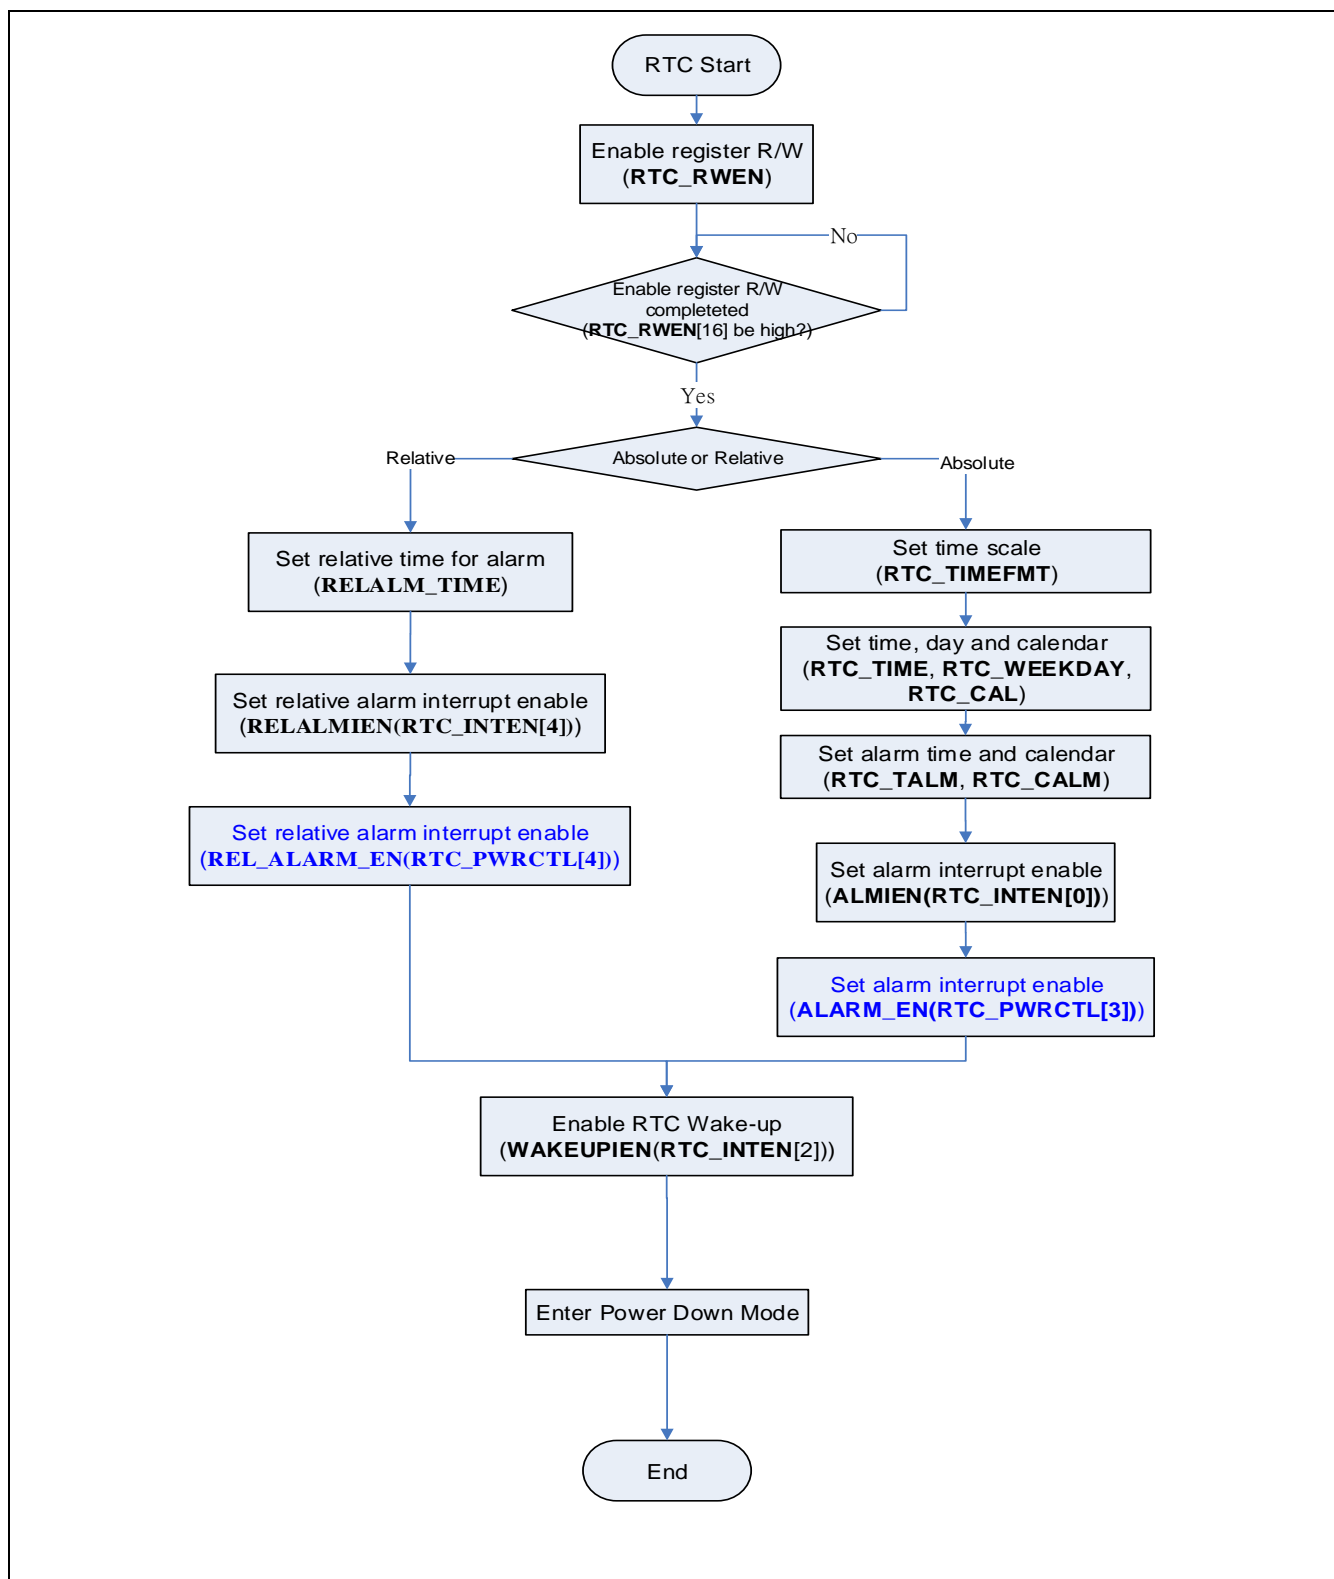 RTC Start
Enable register R/W
(RTC_RWEN)
No
Enable register R/W
completeted
(RTC_RWEN[16] be high?)
Yes
Absolute or Relative
Relative
Absolute
Set relative time for alarm
(RELALM_TIME)
Set relative alarm interrupt enable
(RELALMIEN(RTC_INTEN[4]))
Set relative alarm interrupt enable
(REL_ALARM_EN(RTC_PWRCTL[4]))
Set time scale
(RTC_TIMEFMT)
Set time, day and calendar
(RTC_TIME, RTC_WEEKDAY,
RTC_CAL)
Set alarm time and calendar
(RTC_TALM, RTC_CALM)
Set alarm interrupt enable
(ALMIEN(RTC_INTEN[0]))
Set alarm interrupt enable
(ALARM_EN(RTC_PWRCTL[3]))
Enable RTC Wake-up
(WAKEUPIEN(RTC_INTEN[2]))
Enter Power Down Mode
End